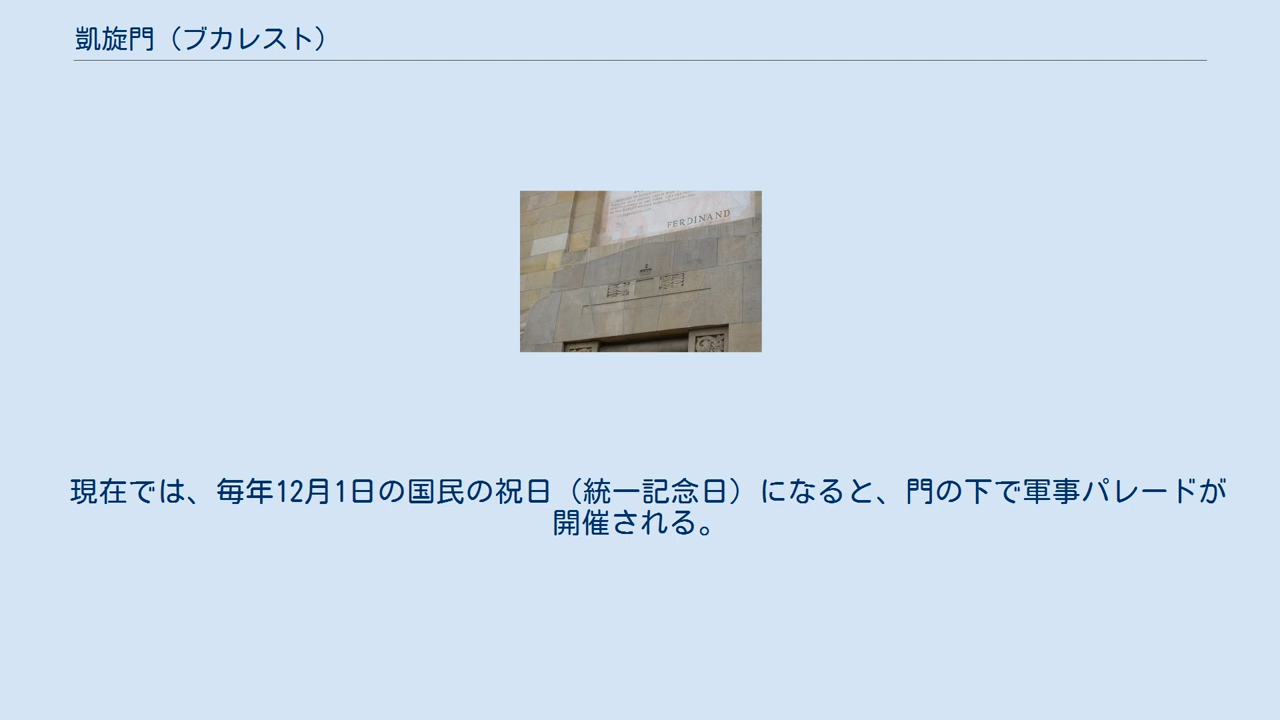 凱旋門（ブカレスト）
FERDINAND
現在では、毎年12月1日の国民の祝日（統一記念日）になると、門の下で軍事パレードが
開催される。